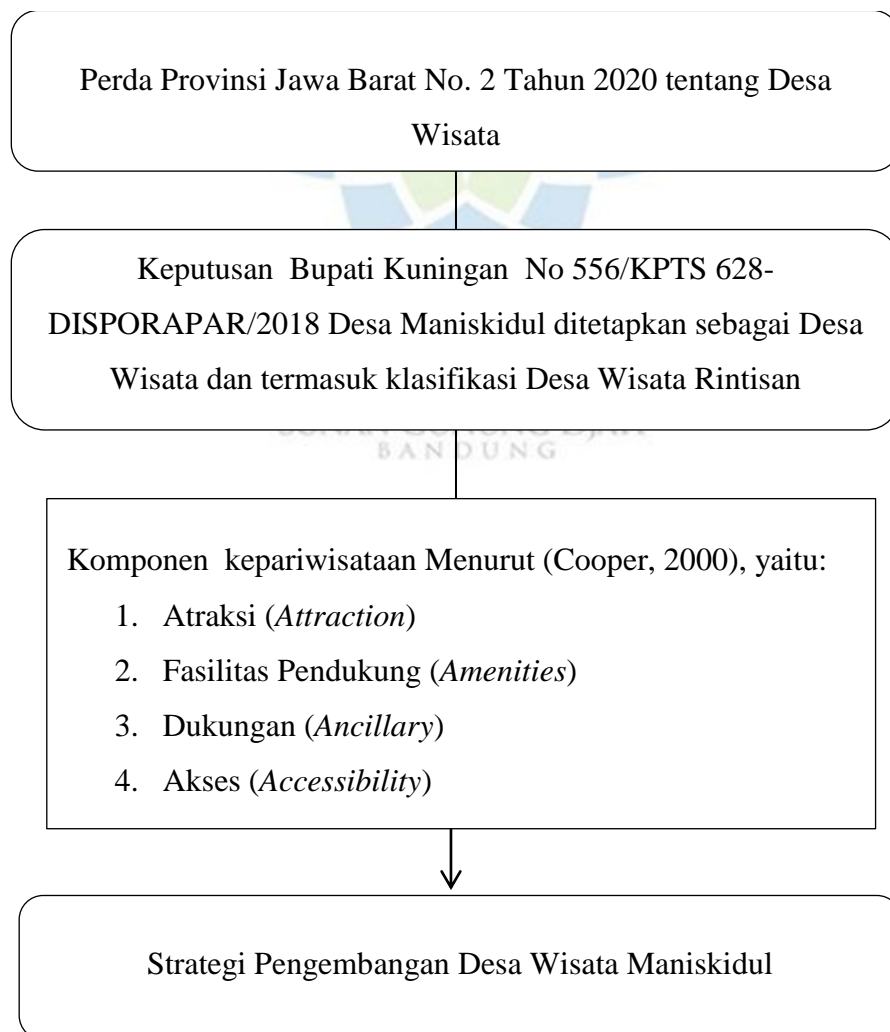 Perda Provinsi Jawa Barat No. 2 Tahun 2020 tentang Desa
Wisata
Keputusan Bupati Kuningan No 556/KPTS 628-
DISPORAPAR/2018 Desa Maniskidul ditetapkan sebagai Desa
Wisata dan termasuk klasifikasi Desa Wisata Rintisan
BANDUNG
Komponen kepariwisataan Menurut (Cooper, 2000), yaitu:
1. Atraksi (Attraction)
2. Fasilitas Pendukung (Amenities)
3. Dukungan (Ancillary)
4. Akses (Accessibility)
Strategi Pengembangan Desa Wisata Maniskidul